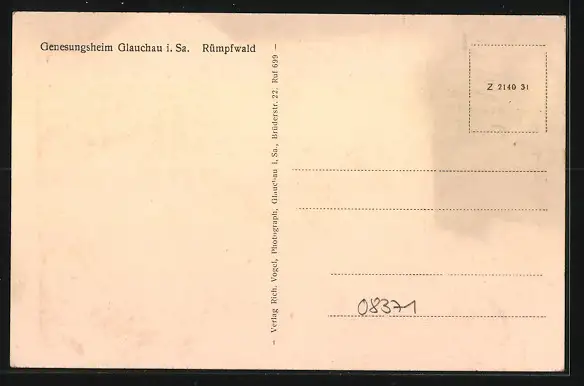 Genesungsheim Glauchau i. Sa. Rümpfwald
– Verlag Rich. Vogel, Photograph, Glauchau i. Sa., Brüderstr. 22. Ruf 699 –
Z 2140 31
08371